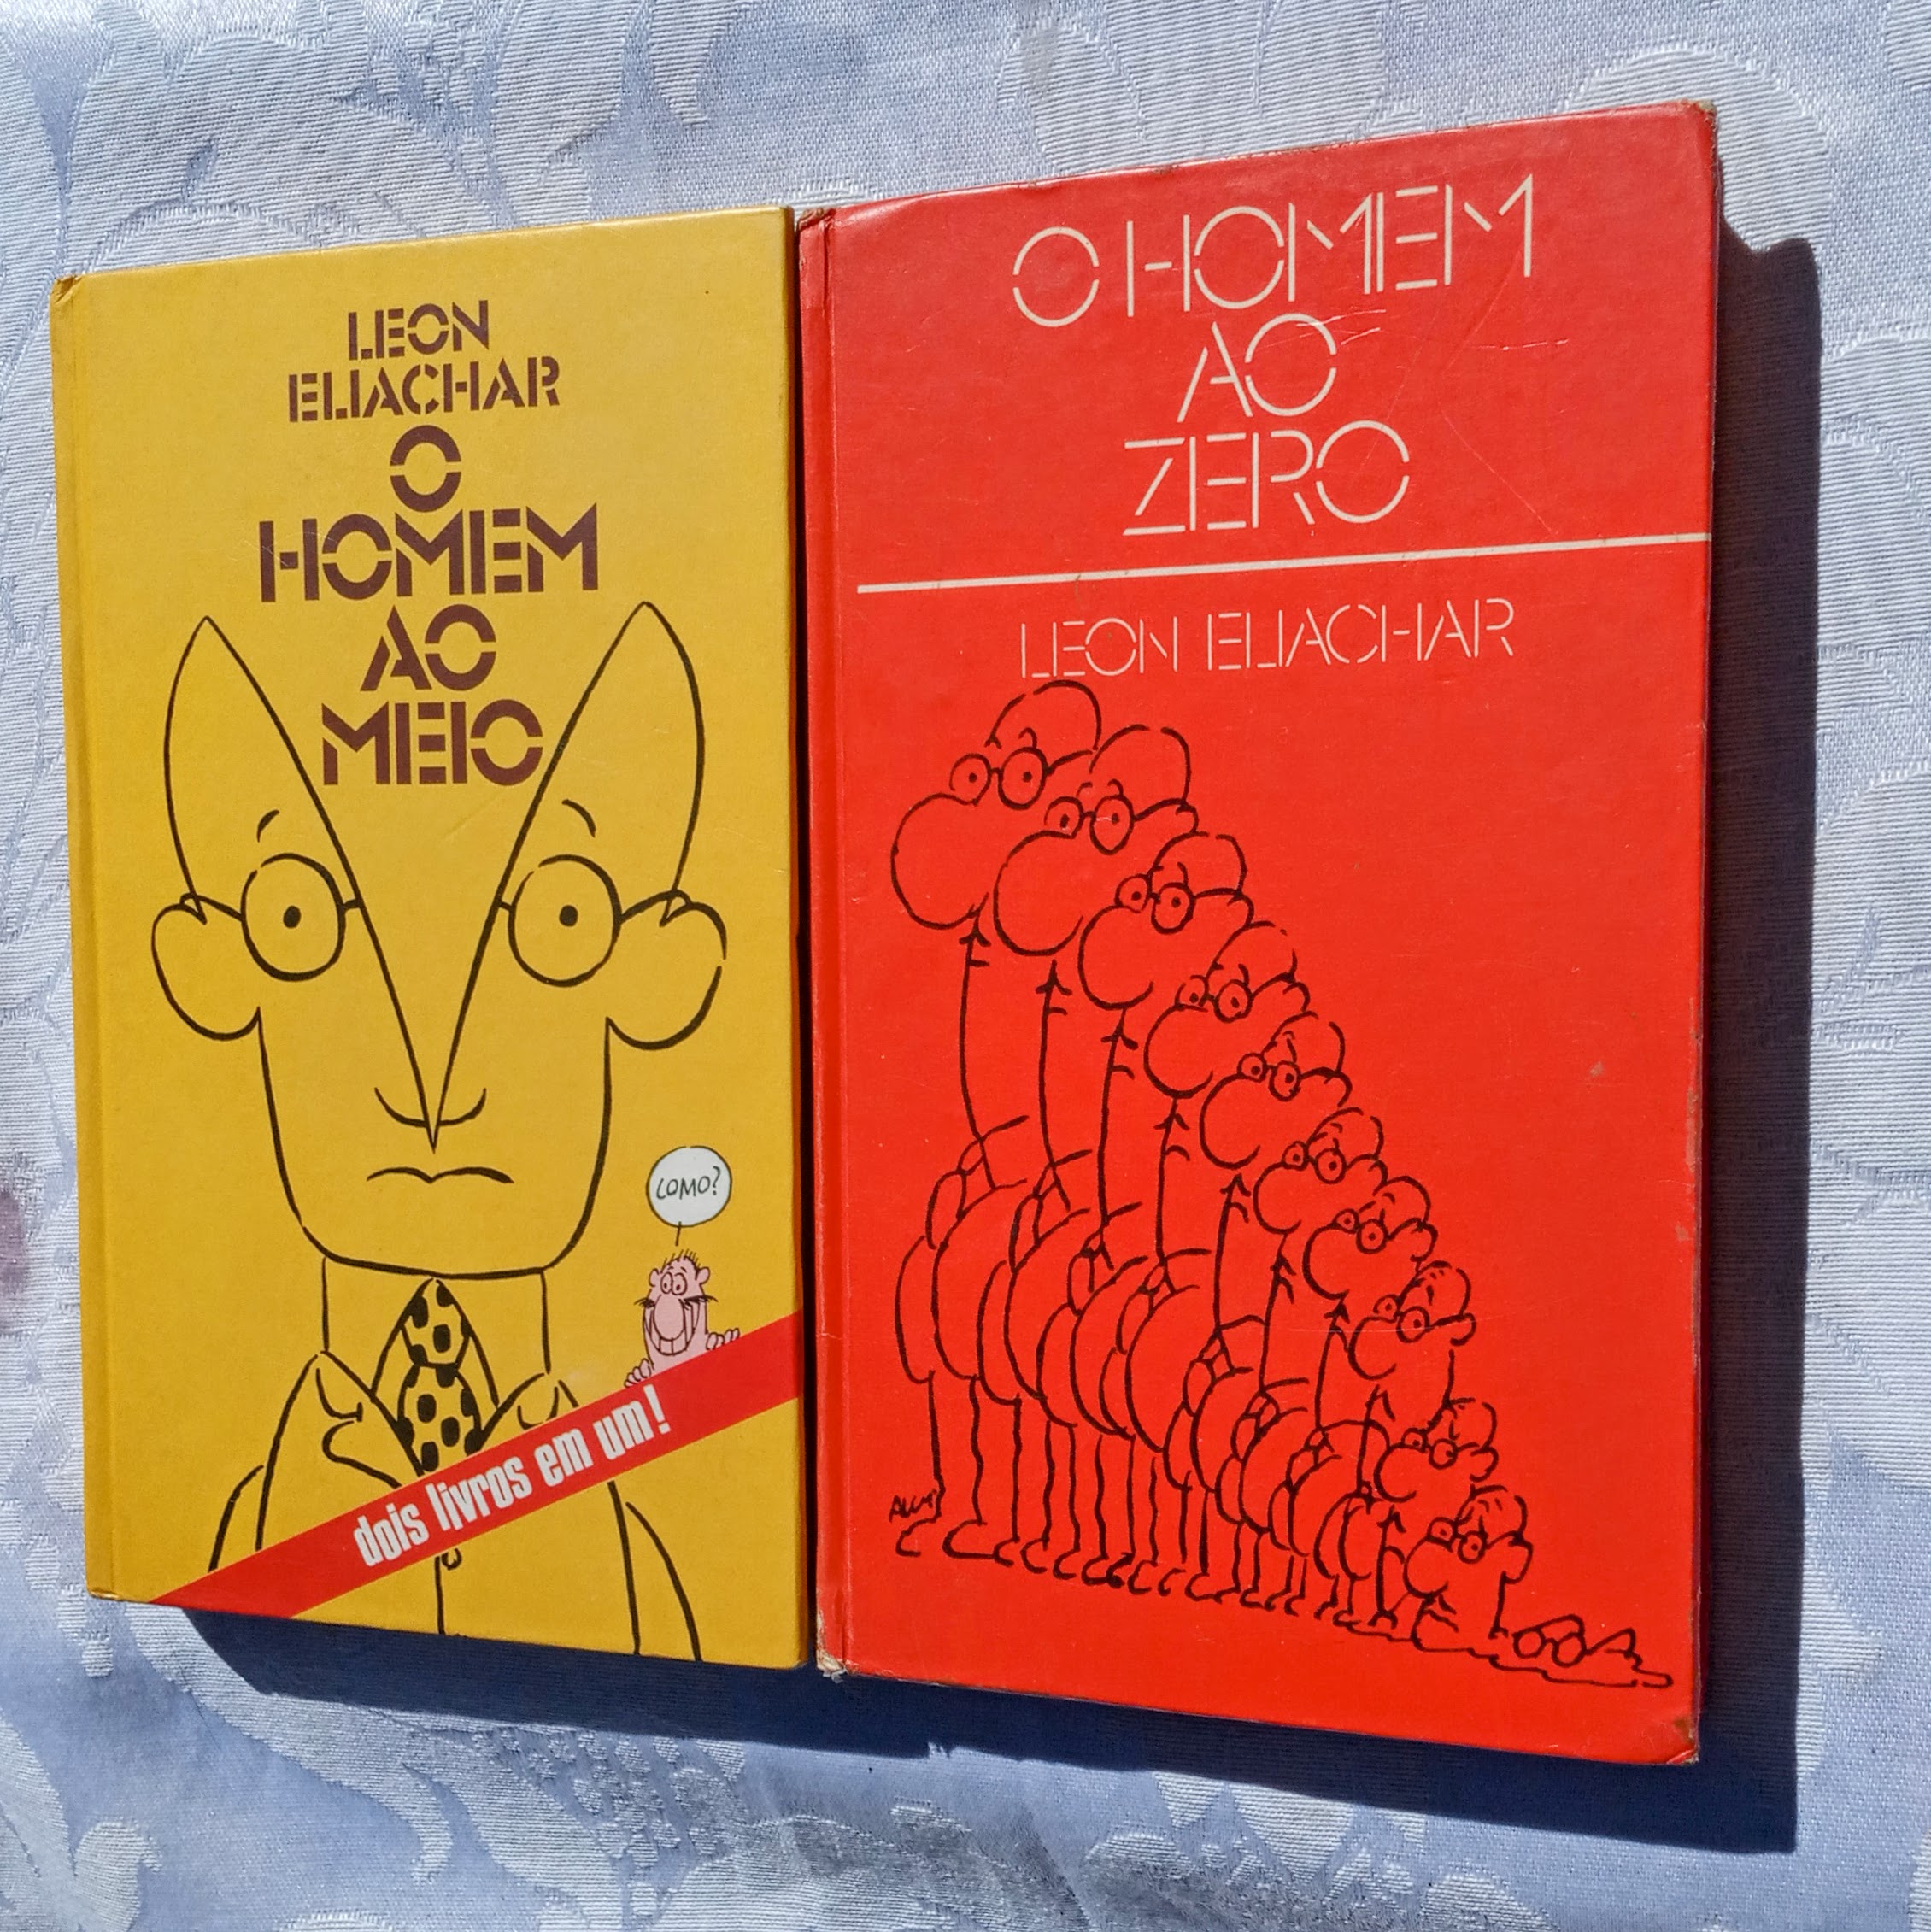 LEON
ELIACHAR
O
HOMEM
AO
MEIO
COMO?
dois livros em um!
O HOMEM
AO
ZERO
LEON ELIACHAR